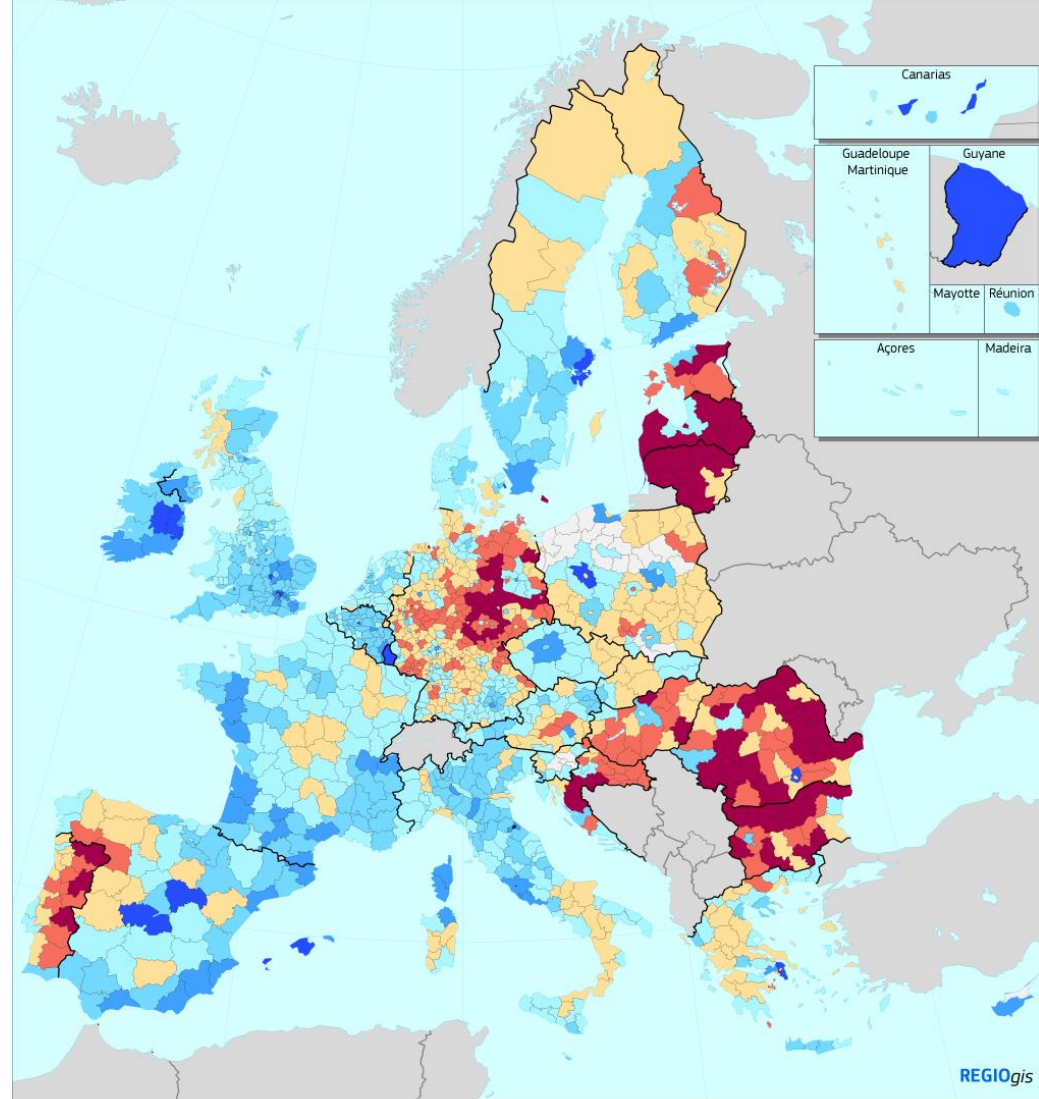 Canarias
Guadeloupe
Martinique
Guyane
Mayotte
Réunion
Açores
Madeira
REGIOgis